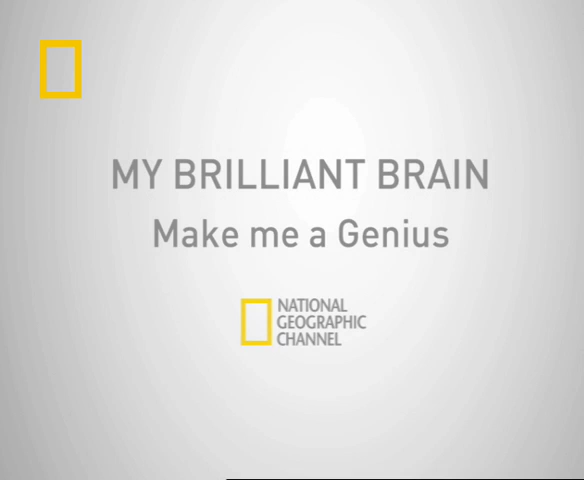 MY BRILLIANT BRAIN
Make me a Genius
NATIONAL
GEOGRAPHIC
CHANNEL